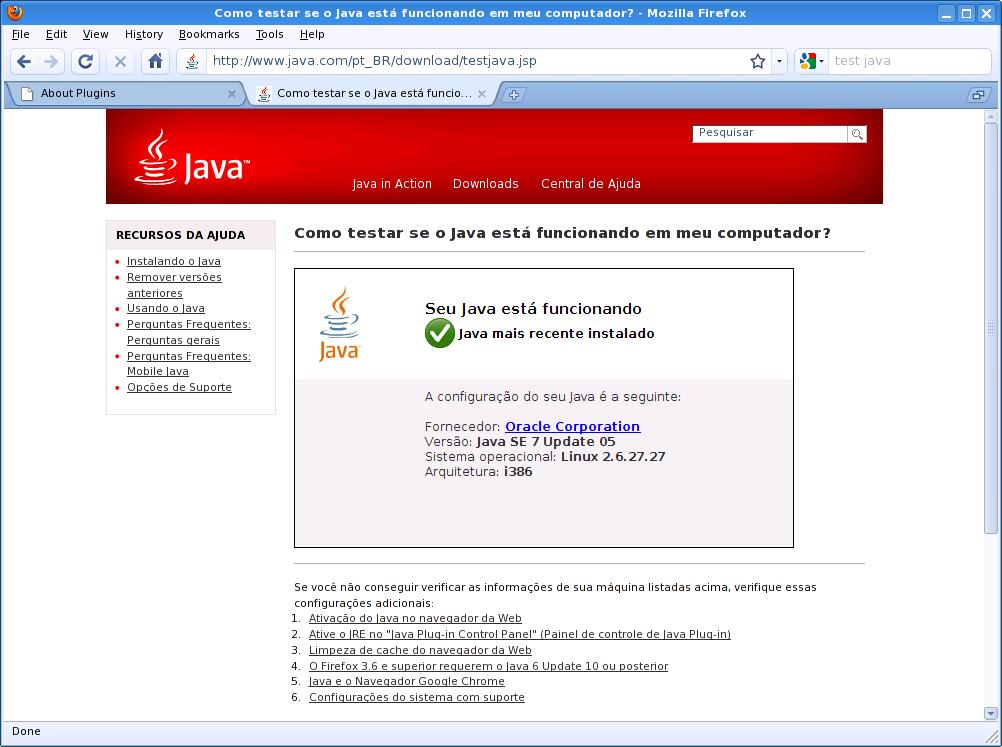 Como testar se o Java está funcionando em meu computador? - Mozilla Firefox
File Edit View History Bookmarks Tools Help
http://www.java.com/pt_BR/download/testjava.jsp
test java
About Plugins
Como testar se o Java está funcio...
Java™
Pesquisar
Java in Action Downloads Central de Ajuda
RECURSOS DA AJUDA
Instalando o Java
Remover versões
anteriores
Usando o Java
Perguntas Frequentes:
Perguntas gerais
Perguntas Frequentes:
Mobile Java
Opções de Suporte
Como testar se o Java está funcionando em meu computador?
Java
Seu Java está funcionando
Java mais recente instalado
A configuração do seu Java é a seguinte:
Fornecedor: Oracle Corporation
Versão: Java SE 7 Update 05
Sistema operacional: Linux 2.6.27.27
Arquitetura: i386
Se você não conseguir verificar as informações de sua máquina listadas acima, verifique essas
configurações adicionais:
1. Ativação do Java no navegador da Web
2. Ative o JRE no "Java Plug-in Control Panel" (Painel de controle de Java Plug-in)
3. Limpeza de cache do navegador da Web
4. O Firefox 3.6 e superior requerem o Java 6 Update 10 ou posterior
5. Java e o Navegador Google Chrome
6. Configurações do sistema com suporte
Done